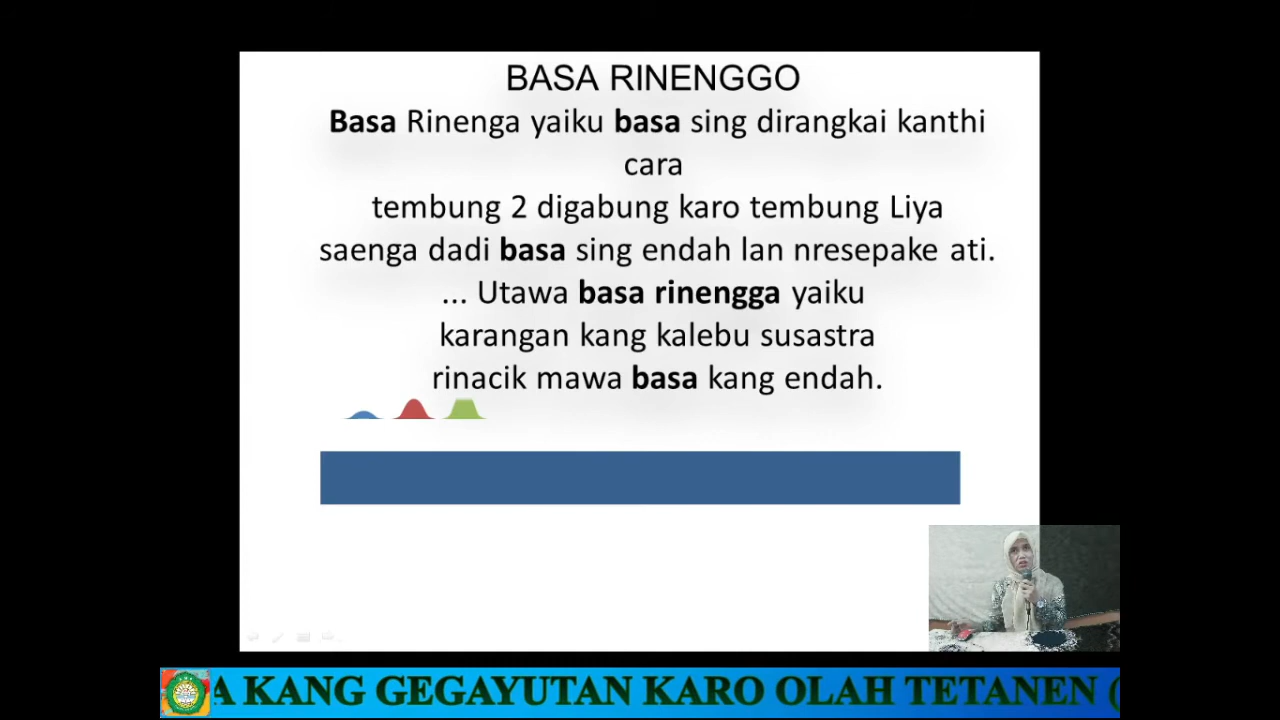 BASA RINENGGO
Basa Rinenga yaiku basa sing dirangkai kanthi
cara
tembung 2 digabung karo tembung Liya
saenga dadi basa sing endah lan nresepake ati.
... Utawa basa rinengga yaiku
karangan kang kalebu susastra
rinacik mawa basa kang endah.
A KANG GEGAYUTAN KARO OLAH TETANEN (